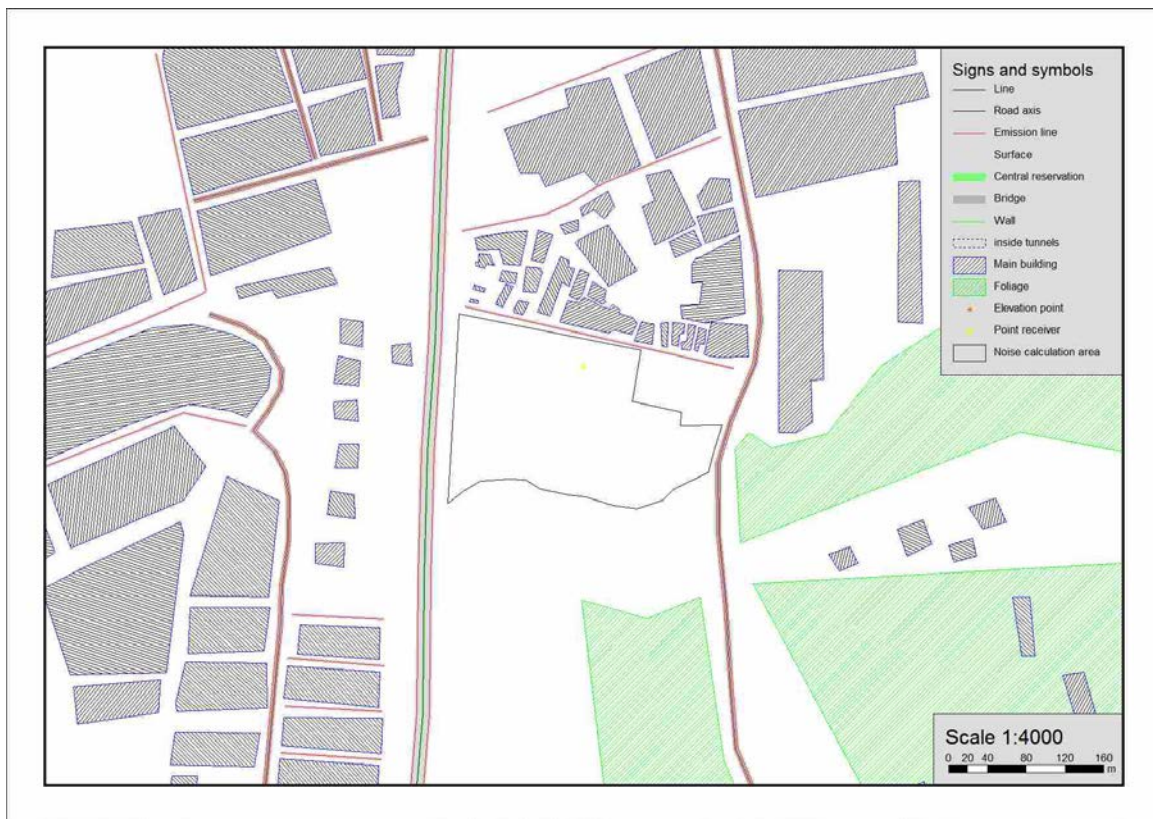 Signs and symbols
Line
Road axis
Emission line
Surface
Central reservation
Bridge
Wall
inside tunnels
Main building
Foliage
Elevation point
Point receiver
Noise calculation area
Scale 1:4000
0 20 40 80 120 160
m